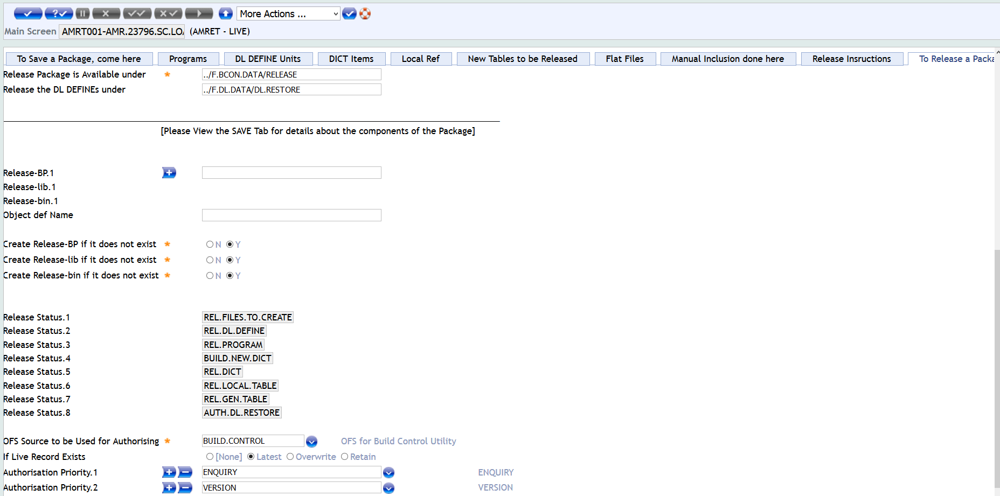 More Actions ...
Main Screen AMRT001-AMR.23796.SC.LO (AMRET - LIVE)
To Save a Package, come here Programs DL DEFINE Units DICT Items Local Ref New Tables to be Released Flat Files Manual Inclusion done here Release Insructions To Release a Packa
Release Package is Available under * ../F.BCON.DATA/RELEASE
Release the DL DEFINEs under ../F.DL.DATA/DL.RESTORE
[Please View the SAVE Tab for details about the components of the Package]
Release-BP.1
Release-lib.1
Release-bin.1
Object def Name
Create Release-BP if it does not exist * N Y
Create Release-lib if it does not exist * N Y
Create Release-bin if it does not exist * N Y
Release Status.1 REL.FILES.TO.CREATE
Release Status.2 REL.DL.DEFINE
Release Status.3 REL.PROGRAM
Release Status.4 BUILD.NEW.DICT
Release Status.5 REL.DICT
Release Status.6 REL.LOCAL.TABLE
Release Status.7 REL.GEN.TABLE
Release Status.8 AUTH.DL.RESTORE
OFS Source to be Used for Authorising * BUILD.CONTROL OFS for Build Control Utility
If Live Record Exists [None] Latest Overwrite Retain
Authorisation Priority.1 ENQUIRY ENQUIRY
Authorisation Priority.2 VERSION VERSION